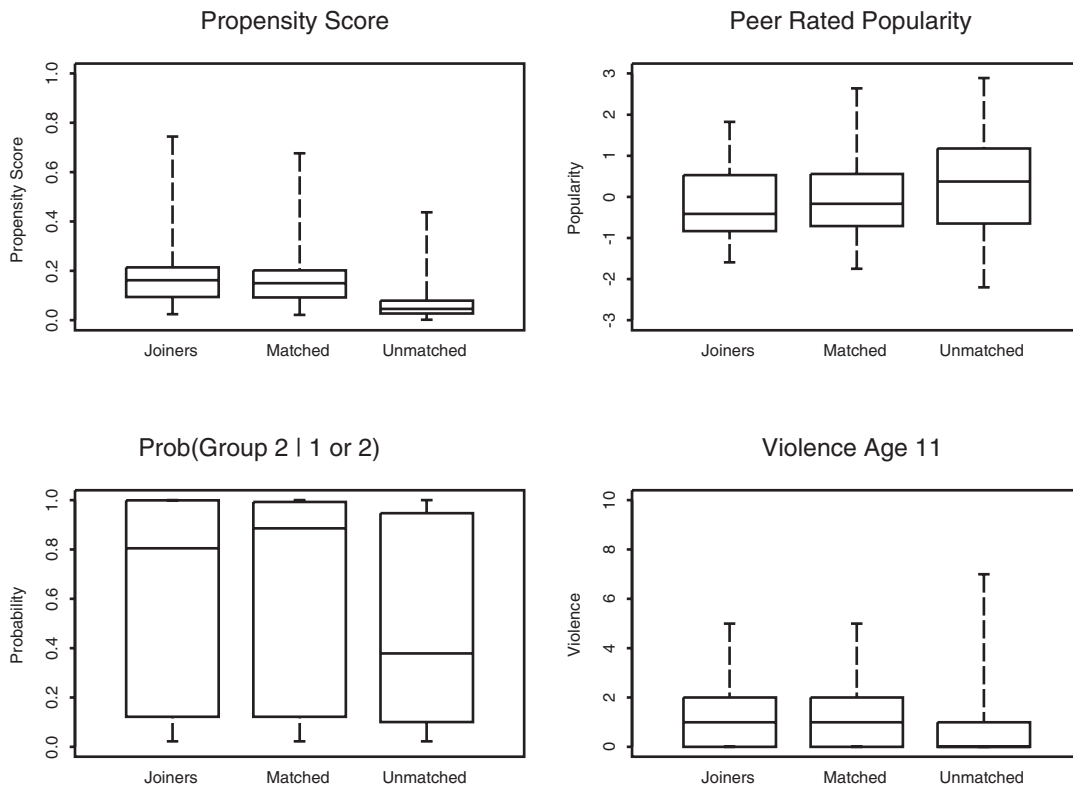 Propensity Score
Propensity Score
0.0 0.2 0.4 0.6 0.8 1.0
Joiners Matched Unmatched
Peer Rated Popularity
Popularity
-3 -2 -1 0 1 2 3
Joiners Matched Unmatched
Prob(Group 2 | 1 or 2)
Probability
0.0 0.2 0.4 0.6 0.8 1.0
Joiners Matched Unmatched
Violence Age 11
Violence
0 2 4 6 8 10
Joiners Matched Unmatched